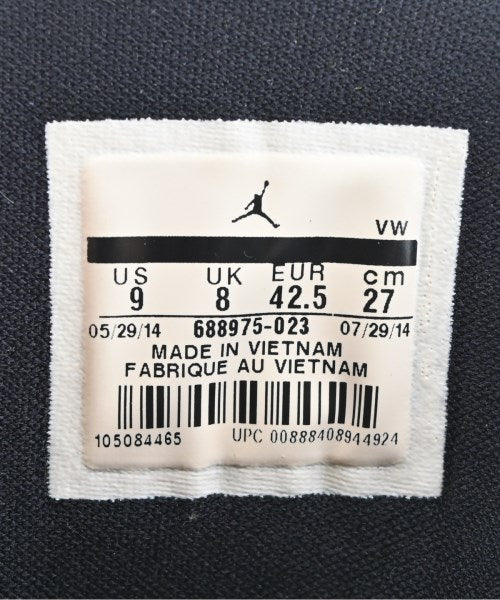 VW
US UK EUR cm
9 8 42.5 27
05/29/14 688975-023 07/29/14
MADE IN VIETNAM
FABRIQUE AU VIETNAM
105084465 UPC 00888408944924